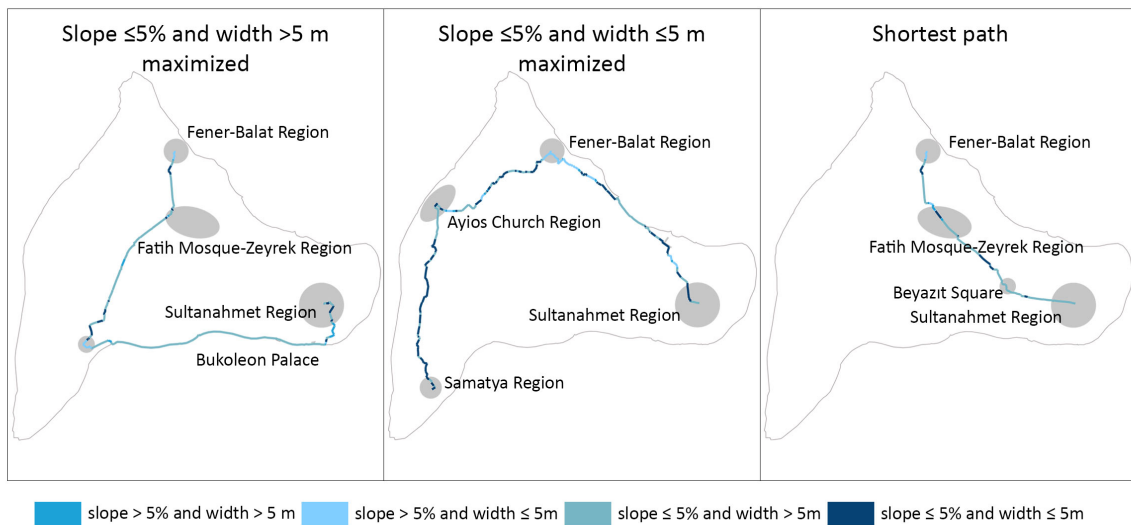 Slope ≤5% and width >5 m
maximized
Fener-Balat Region
Fatih Mosque-Zeyrek Region
Sultanahmet Region
Bukoleon Palace
Slope ≤5% and width ≤5 m
maximized
Fener-Balat Region
Ayios Church Region
Sultanahmet Region
Samatya Region
Shortest path
Fener-Balat Region
Fatih Mosque-Zeyrek Region
Beyazıt Square
Sultanahmet Region
slope > 5% and width > 5 m
slope > 5% and width ≤ 5m
slope ≤ 5% and width > 5m
slope ≤ 5% and width ≤ 5m